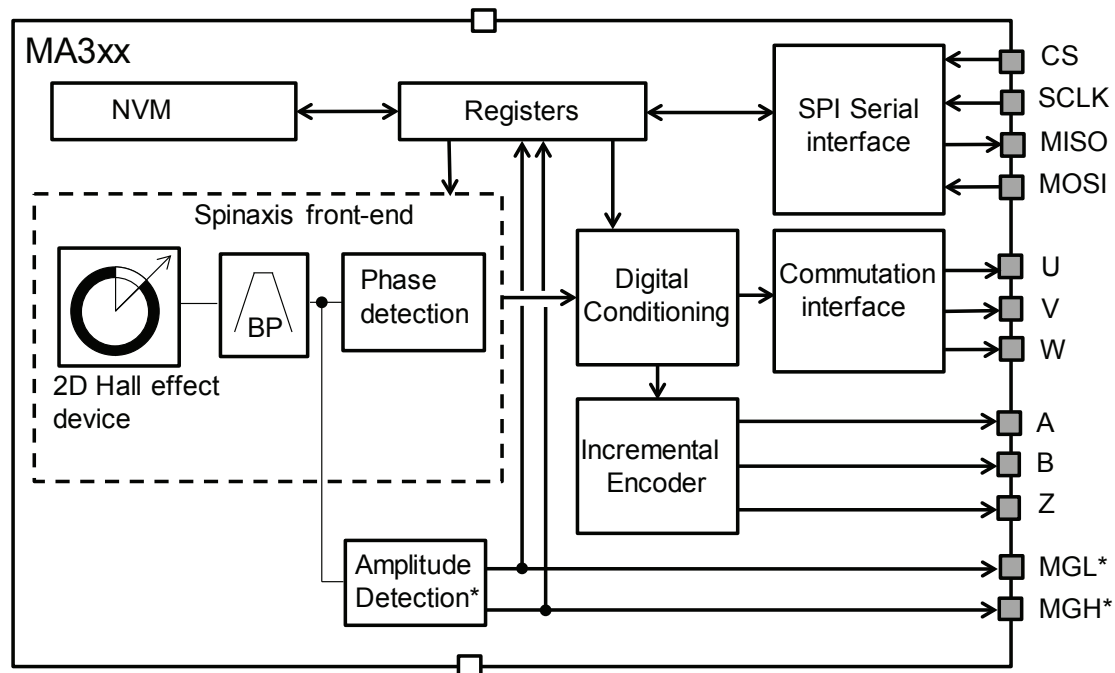 MA3xx
NVM
Registers
SPI Serial
interface
CS
SCLK
MISO
MOSI
Spinaxis front-end
BP
Phase
detection
2D Hall effect
device
Digital
Conditioning
Commutation
interface
U
V
W
Incremental
Encoder
A
B
Z
Amplitude
Detection*
MGL*
MGH*